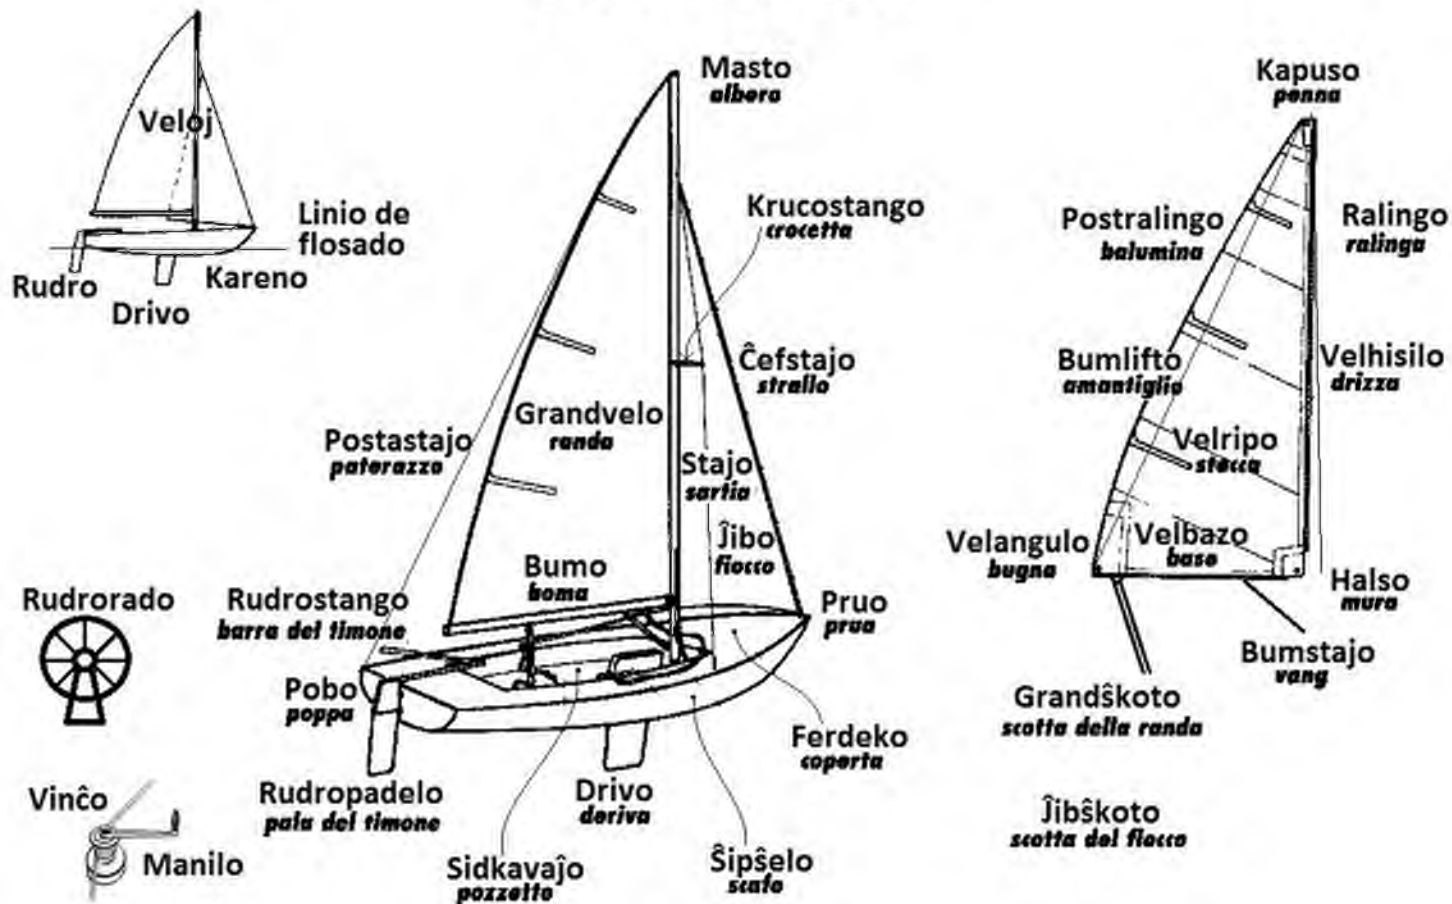 Veloj
Linio de
flosado
Rudro
Kareno
Drivo
Masto
albero
Krucostango
crocetta
Ĉefstajo
strallo
Grandvelo
randa
Postastajo
paterazzo
Stajo
sartia
Ĵibo
fiocco
Bumo
boma
Rudrorado
Rudrostango
barra del timone
Pruo
prua
Pobo
poppa
Ferdeko
coperta
Vinĉo
Manilo
Rudropadelo
pala del timone
Drivo
deriva
Sidkavaĵo
pozzetto
Ŝipŝelo
scafo
Kapuso
penna
Postralingo
balumina
Ralingo
ralinga
Bumlifto
amantiglio
Velhisilo
drizza
Velripo
stecca
Velangulo
bugna
Velbazo
base
Halso
mura
Bumstajo
vang
Grandŝkoto
scotta della randa
Ĵibŝkoto
scotta del fiocco